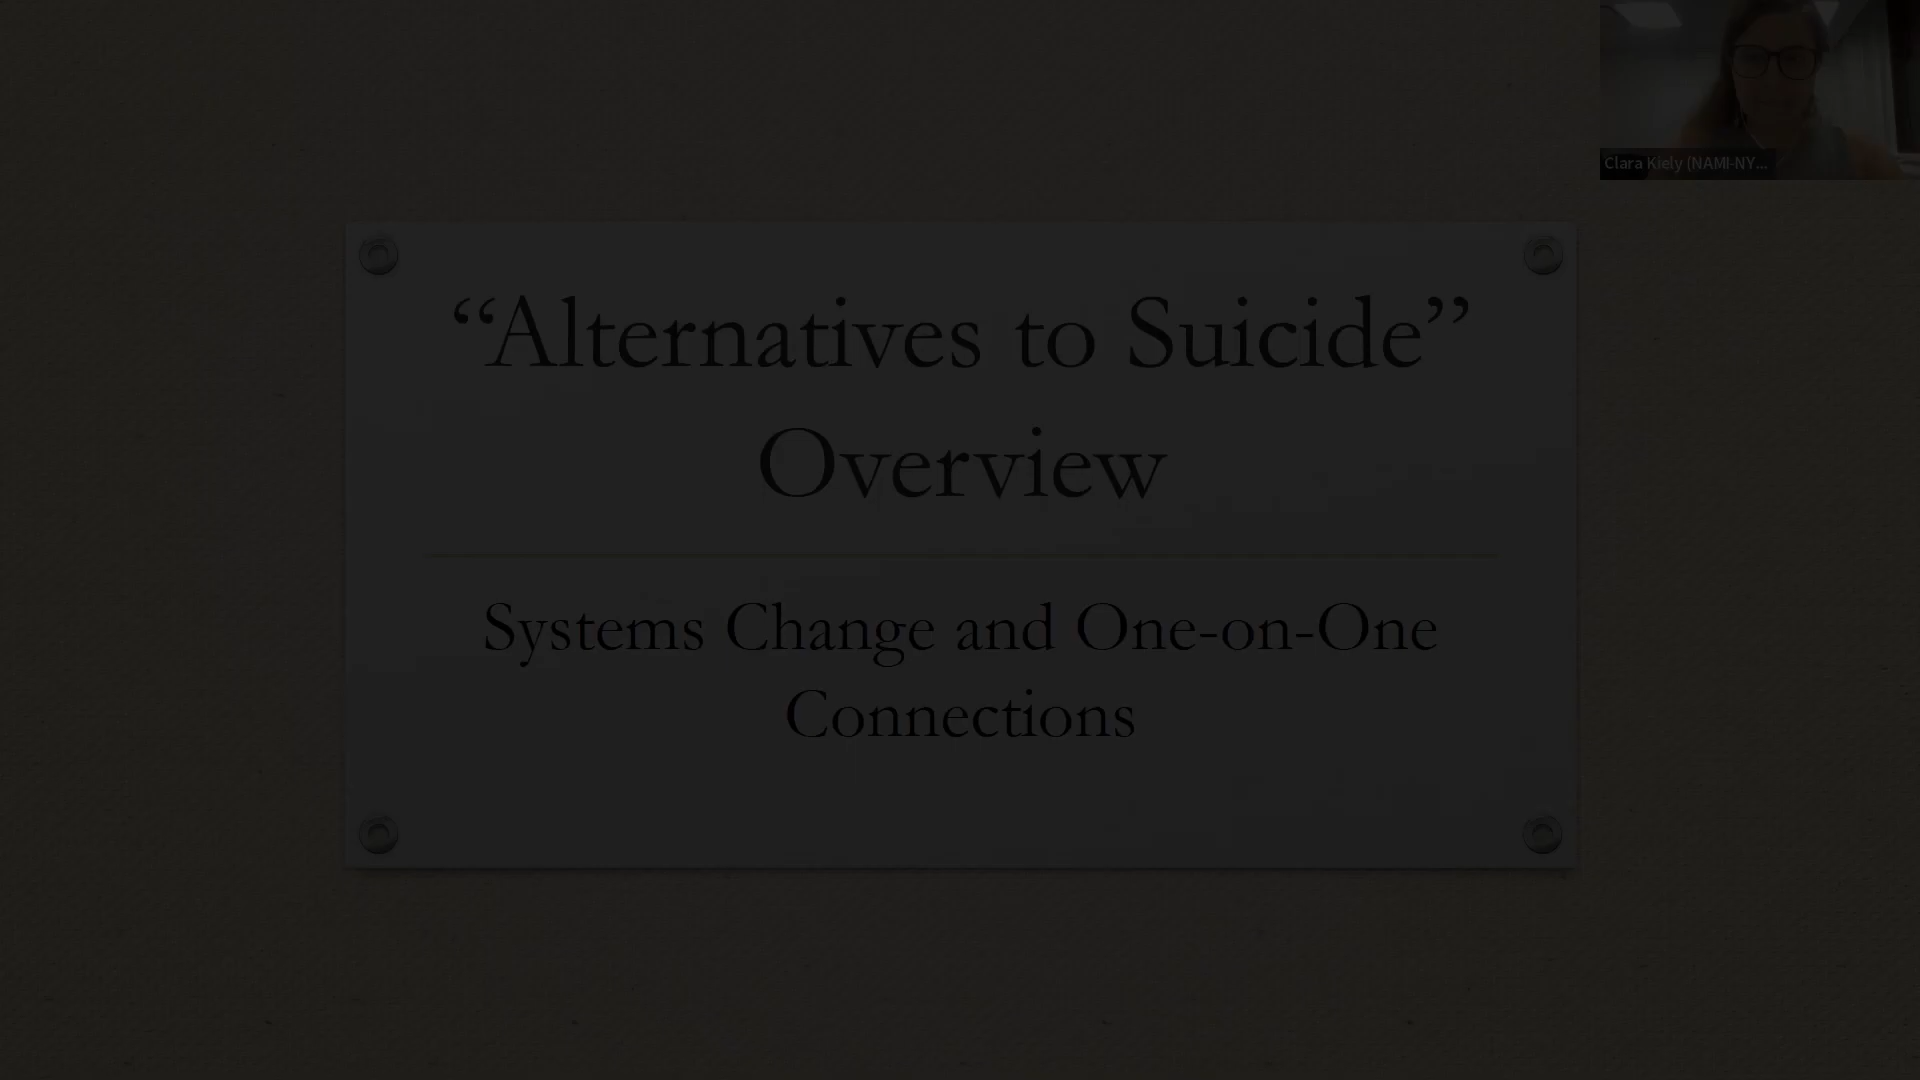 “Alternatives to Suicide”
Overview
Systems Change and One-on-One
Connections
Clara Kiely (NAMI-NY...